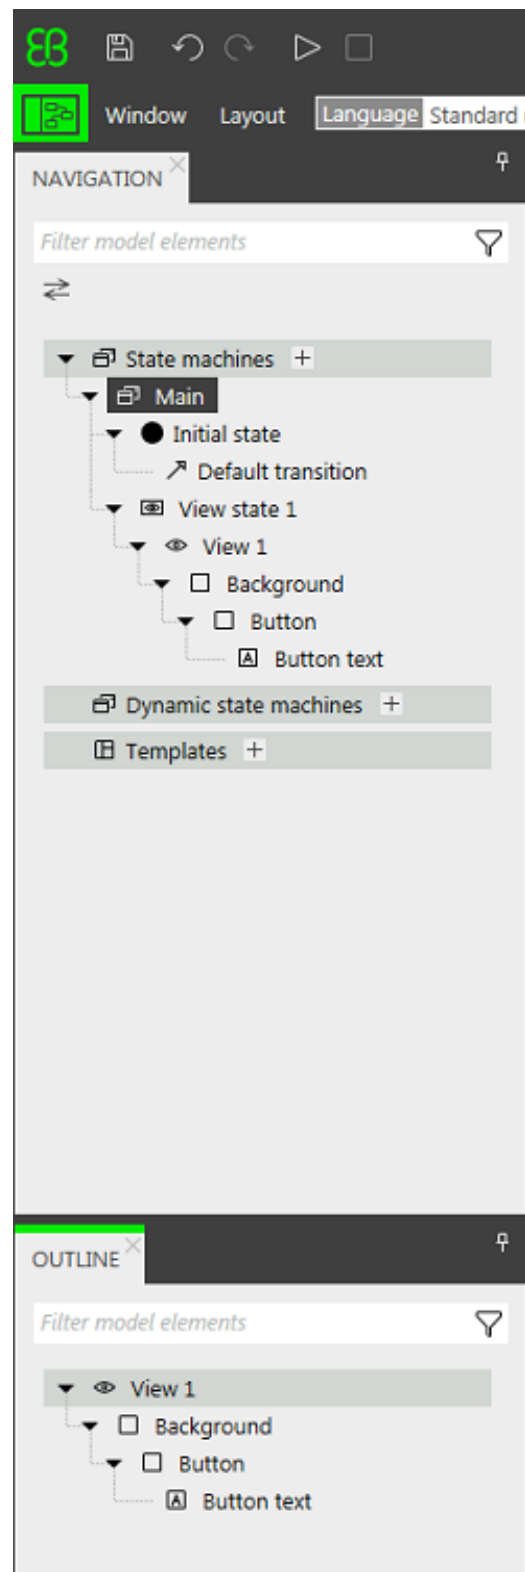 EB
Window Layout Language Standard
NAVIGATION
Filter model elements
State machines +
Main
Initial state
Default transition
View state 1
View 1
Background
Button
A Button text
Dynamic state machines +
Templates +
OUTLINE
Filter model elements
View 1
Background
Button
A Button text